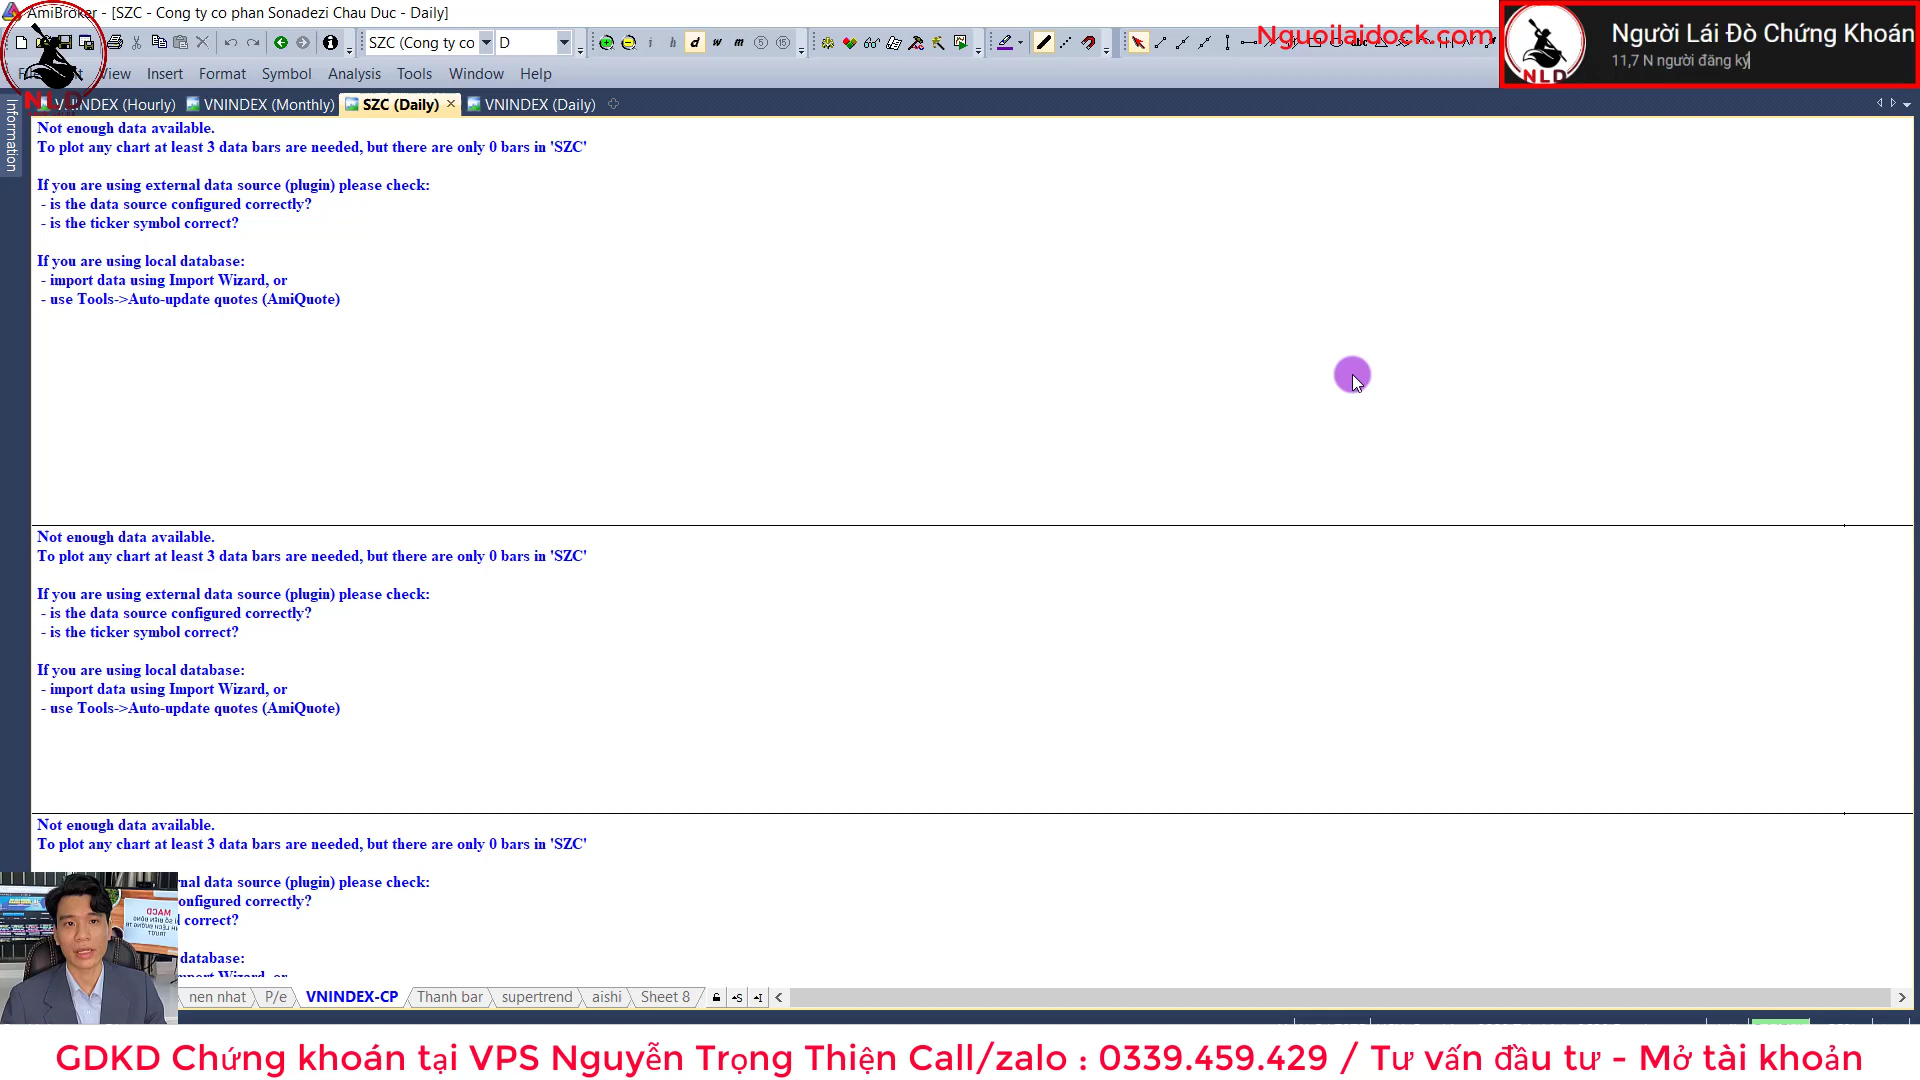 AmiBroker - [SZC - Cong ty co phan Sonadezi Chau Duc - Daily]
SZC (Cong ty co
D
i h d w m 5 15
Nguoilaidock.com
Người Lái Đò Chứng Khoán
11,7 N người đăng ký
NLD
View Insert Format Symbol Analysis Tools Window Help
NLD
VNINDEX (Hourly) VNINDEX (Monthly) SZC (Daily) VNINDEX (Daily)
Information
Not enough data available.
To plot any chart at least 3 data bars are needed, but there are only 0 bars in 'SZC'
If you are using external data source (plugin) please check:
- is the data source configured correctly?
- is the ticker symbol correct?
If you are using local database:
- import data using Import Wizard, or
- use Tools->Auto-update quotes (AmiQuote)
Not enough data available.
To plot any chart at least 3 data bars are needed, but there are only 0 bars in 'SZC'
If you are using external data source (plugin) please check:
- is the data source configured correctly?
- is the ticker symbol correct?
If you are using local database:
- import data using Import Wizard, or
- use Tools->Auto-update quotes (AmiQuote)
Not enough data available.
To plot any chart at least 3 data bars are needed, but there are only 0 bars in 'SZC'
nal data source (plugin) please check:
onfigured correctly?
correct?
database:
mport Wizard, or
MACD
nen nhat P/e VNINDEX-CP Thanh bar supertrend aishi Sheet 8
GDKD Chứng khoán tại VPS Nguyễn Trọng Thiện Call/zalo : 0339.459.429 / Tư vấn đầu tư - Mở tài khoản